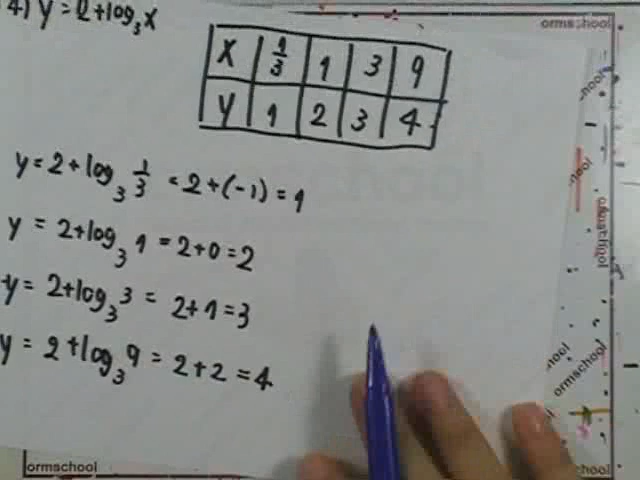 4) y = 2 + log₃x
x 1/3 1 3 9
y 1 2 3 4
y = 2 + log₃ 1/3 = 2 + (-1) = 1
y = 2 + log₃ 1 = 2 + 0 = 2
y = 2 + log₃ 3 = 2 + 1 = 3
y = 2 + log₃ 9 = 2 + 2 = 4
ormschool
ormschool
ormschool